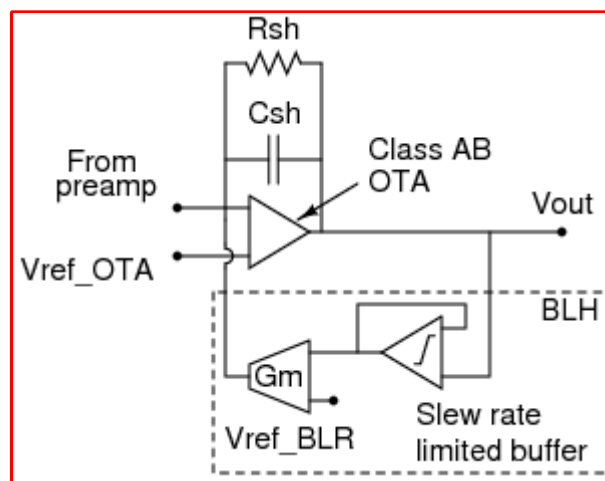 Rsh
Csh
From
preamp
Class AB
OTA
Vout
Vref_OTA
BLH
Gm
Vref_BLR
Slew rate
limited buffer